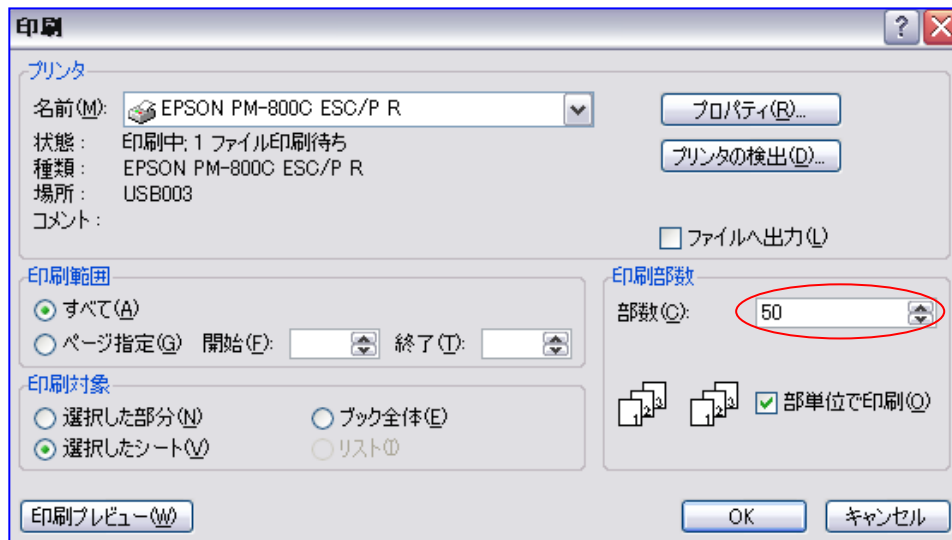 印刷
プリンタ
名前(M): EPSON PM-800C ESC/P R
プロパティ(R)...
状態： 印刷中; 1 ファイル印刷待ち
種類： EPSON PM-800C ESC/P R
プリンタの検出(D)...
場所： USB003
コメント：
ファイルへ出力(L)
印刷範囲
すべて(A)
ページ指定(G) 開始(F): 終了(T):
印刷部数
部数(C): 50
123 123 部単位で印刷(O)
印刷対象
選択した部分(N) ブック全体(E)
選択したシート(V) リスト(I)
印刷プレビュー(W) OK キャンセル